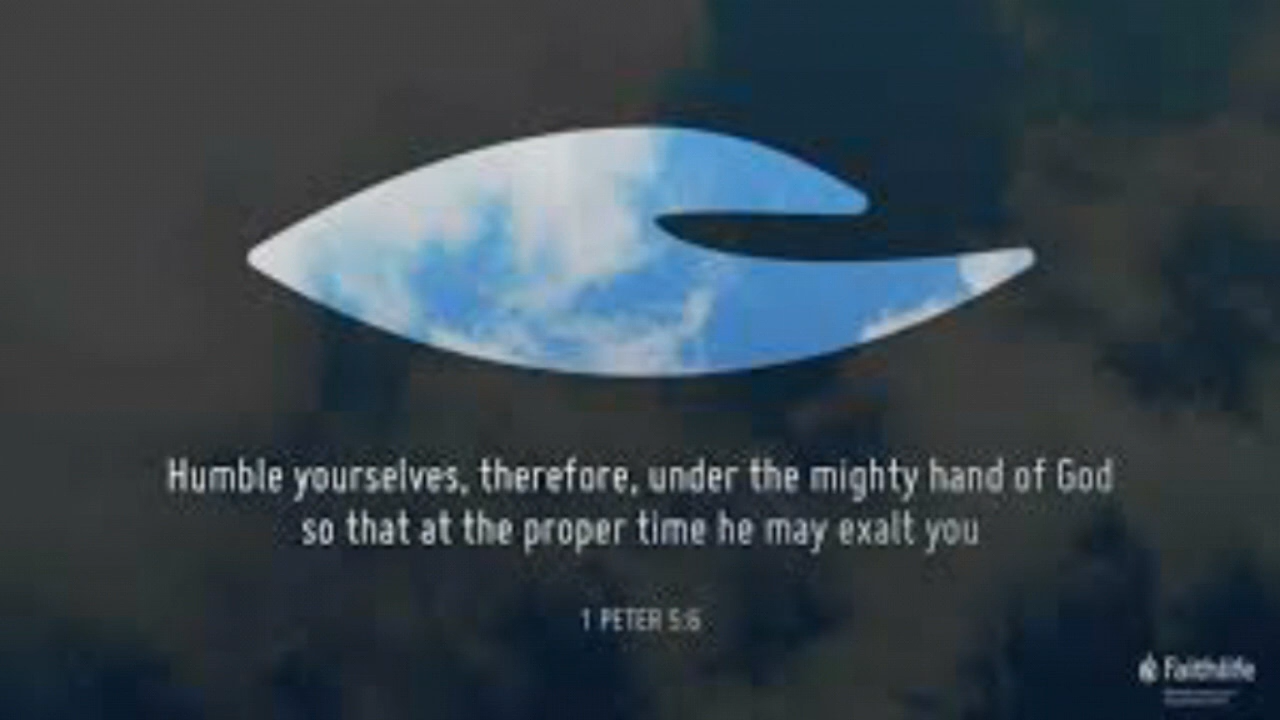 Humble yourselves, therefore, under the mighty hand of God
so that at the proper time he may exalt you
1 PETER 5:6
Faithlife